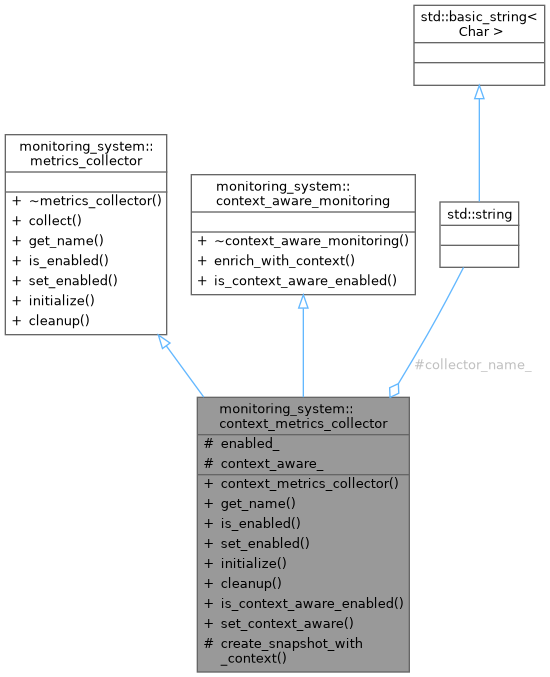 std::basic_string<
Char >
monitoring_system::
metrics_collector
+ ~metrics_collector()
+ collect()
+ get_name()
+ is_enabled()
+ set_enabled()
+ initialize()
+ cleanup()
monitoring_system::
context_aware_monitoring
+ ~context_aware_monitoring()
+ enrich_with_context()
+ is_context_aware_enabled()
std::string
#collector_name_
monitoring_system::
context_metrics_collector
# enabled_
# context_aware_
+ context_metrics_collector()
+ get_name()
+ is_enabled()
+ set_enabled()
+ initialize()
+ cleanup()
+ is_context_aware_enabled()
+ set_context_aware()
# create_snapshot_with
_context()